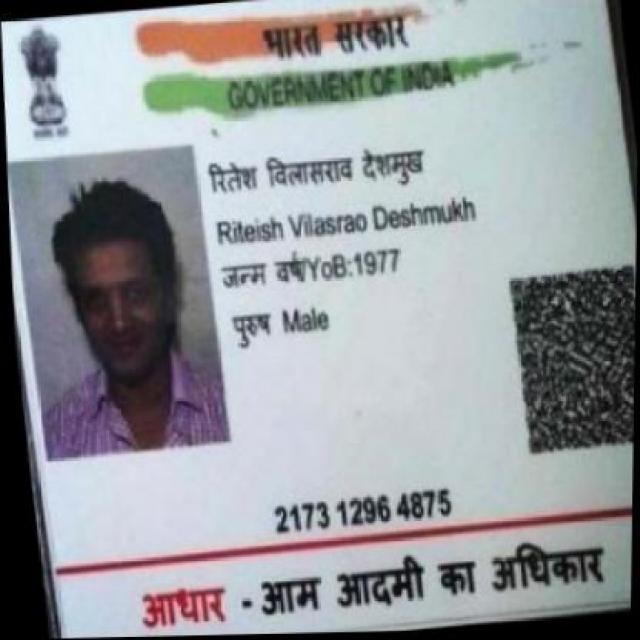 भारत सरकार
GOVERNMENT OF INDIA
रितेश विलासराव देशमुख
Riteish Vilasrao Deshmukh
जन्म वर्ष/YoB:1977
पुरुष Male
2173 1296 4875
आधार - आम आदमी का अधिकार